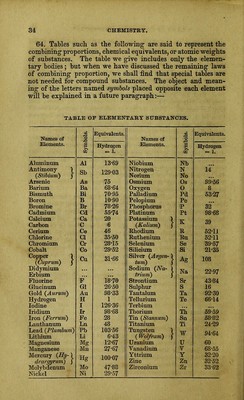 34 CHEMISTRY.
64. Tables such as the following are said to represent the
combining proportions, chemical equivalents, or atomic weights
of substances. The table we give includes only the elemen-
tary bodies; but when we have discussed the remaining laws
of combining proportion, we shall find that special tables are
not needed for compound substances. The object and mean-
ing of the letters named symbols placed opposite each element
will be explained in a future paragraph:—
TABLE OF ELEMENTARY SUBSTANCES.
Names of Elements. Symbols. Equivalents. Hydrogen = 1. Names of Elements. Symbols. Equivalents. Hydrogen = 1.
Aluminum Al 13·69 Niobium Nb ...
Antimony (Stibium) Sb 129·03 Nitrogen N 14
Norium No ...
Arsenic As 75 Osmium Os 99·56
Barium Ba 68·64 Oxygen O 8
Bismuth Bi 70·95 Palladium Pd 53·27
Boron B 10·90 Pelopium Pe ...
Bromine Br 78·26 Phosphorus P 32
Cadmium Cd 55·74 Platinum Pt 98·68
Calcium Ca 20 Potassium (Kalium) K 39
Carbon C 6
Cerium Ce 46 Rhodium R 52·11
Chlorine Cl 35·50 Ruthenium Ru 52·11
Chromium Cr 28·15 Selenium Se 39·57
Cobalt Co 29·52 Silicium Si 21·35
Copper (Cuprum) Cu 31·66 Silver (Argentum) Ag 108
Didymium ... Sodium (Natrium) Na 22·97
Erbium ...
Fluorine F 18·70 Strontium Sr 43·84
Glucinum Gl 26·50 Sulphur S 16
Gold (Aurum) Au 98·33 Tantalum Ta 92·30
Hydrogen H 1 Tellurium Te 66·14
Iodine I 126·36 Terbium ...
Iridium Ir 98·68 Thorium Th 59·59
Iron (Ferrum) Fe 28 Tin (Stannum) Sn 58·82
Lanthanum Ln 48 Titanium Ti 24·29
Lead (Plumbum) Pb 103·56 Tungsten (Wolfram) W 94·64
Lithium Li 6·43
Magnesium Mg 12·67 Uranium U 60
Manganese Mn 27·67 Vanadium V 68·55
Mercury (Hydrargyrum) Hg 100·07 Yttrium Y 32·20
Zinc Zn 32·52
Molybdenum Mo 47·88 Zirconium Zr 33·62
Nickel Ni 29·57